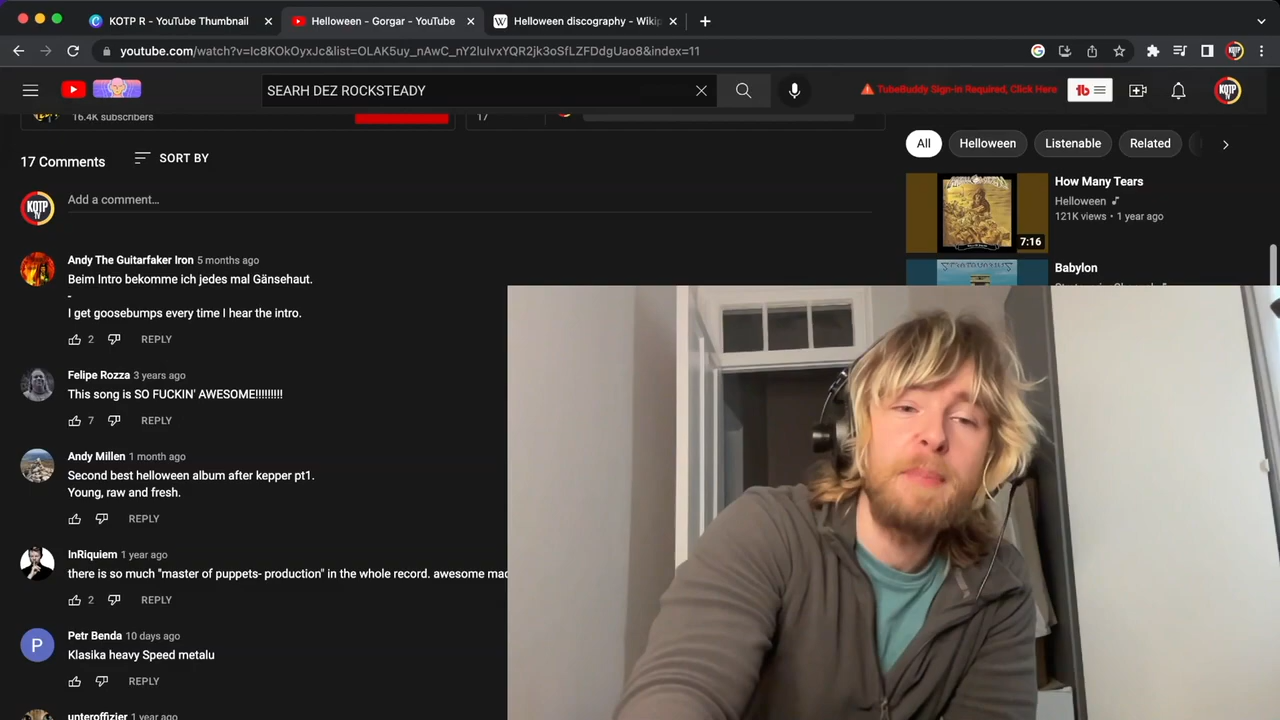 KOTP R - YouTube Thumbnail
Helloween - Gorgar - YouTube
Helloween discography - Wikip
youtube.com/watch?v=Ic8KOkOyxJc&list=OLAK5uy_nAwC_nY2luIvxYQR2jk3oSfLZFDdgUao8&index=11
SEARH DEZ ROCKSTEADY
TubeBuddy Sign-in Required, Click Here
tb
KOTP
16.4K subscribers
17
17 Comments
SORT BY
All
Helloween
Listenable
Related
KOTP
TV
Add a comment...
How Many Tears
Helloween
121K views • 1 year ago
7:16
Babylon
Andy The Guitarfaker Iron 5 months ago
Beim Intro bekomme ich jedes mal Gänsehaut.
-
I get goosebumps every time I hear the intro.
2
REPLY
Felipe Rozza 3 years ago
This song is SO FUCKIN' AWESOME!!!!!!!!!
7
REPLY
Andy Millen 1 month ago
Second best helloween album after kepper pt1.
Young, raw and fresh.
REPLY
InRiquiem 1 year ago
there is so much "master of puppets- production" in the whole record. awesome mad
2
REPLY
P
Petr Benda 10 days ago
Klasika heavy Speed metalu
REPLY
unteroffizier 1 year ago